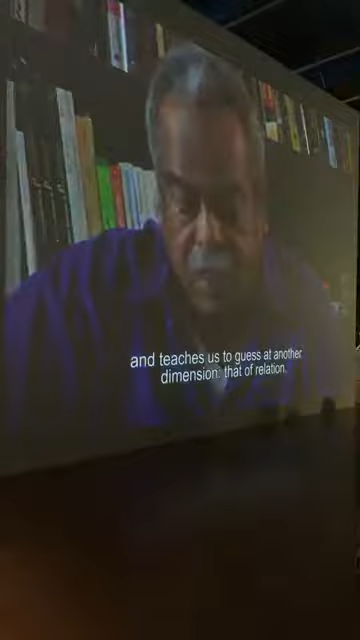 and teaches us to guess at another
dimension: that of relation.